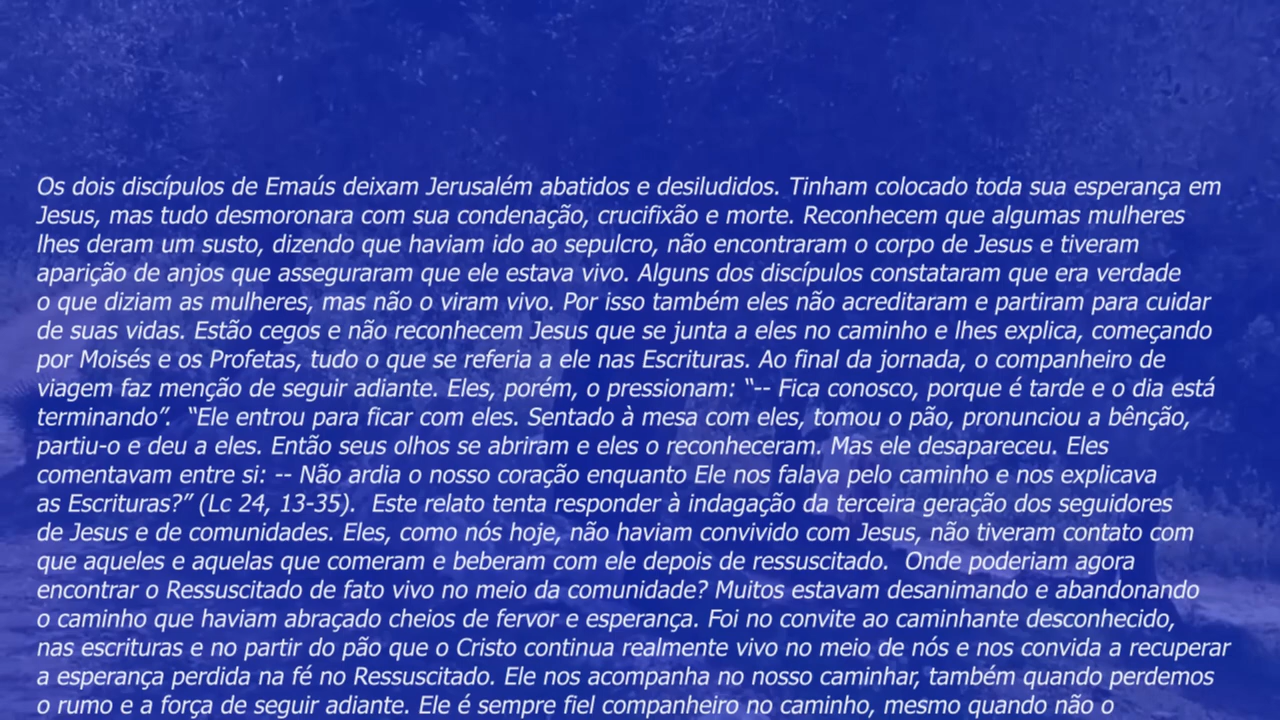 Os dois discípulos de Emaús deixam Jerusalém abatidos e desiludidos. Tinham colocado toda sua esperança em
Jesus, mas tudo desmoronara com sua condenação, crucifixão e morte. Reconhecem que algumas mulheres
lhes deram um susto, dizendo que haviam ido ao sepulcro, não encontraram o corpo de Jesus e tiveram
aparição de anjos que asseguraram que ele estava vivo. Alguns dos discípulos constataram que era verdade
o que diziam as mulheres, mas não o viram vivo. Por isso também eles não acreditaram e partiram para cuidar
de suas vidas. Estão cegos e não reconhecem Jesus que se junta a eles no caminho e lhes explica, começando
por Moisés e os Profetas, tudo o que se referia a ele nas Escrituras. Ao final da jornada, o companheiro de
viagem faz menção de seguir adiante. Eles, porém, o pressionam: “-- Fica conosco, porque é tarde e o dia está
terminando”.  “Ele entrou para ficar com eles. Sentado à mesa com eles, tomou o pão, pronunciou a bênção,
partiu-o e deu a eles. Então seus olhos se abriram e eles o reconheceram. Mas ele desapareceu. Eles
comentavam entre si: -- Não ardia o nosso coração enquanto Ele nos falava pelo caminho e nos explicava
as Escrituras?” (Lc 24, 13-35).  Este relato tenta responder à indagação da terceira geração dos seguidores
de Jesus e de comunidades. Eles, como nós hoje, não haviam convivido com Jesus, não tiveram contato com
que aqueles e aquelas que comeram e beberam com ele depois de ressuscitado.  Onde poderiam agora
encontrar o Ressuscitado de fato vivo no meio da comunidade? Muitos estavam desanimando e abandonando
o caminho que haviam abraçado cheios de fervor e esperança. Foi no convite ao caminhante desconhecido,
nas escrituras e no partir do pão que o Cristo continua realmente vivo no meio de nós e nos convida a recuperar
a esperança perdida na fé no Ressuscitado. Ele nos acompanha no nosso caminhar, também quando perdemos
o rumo e a força de seguir adiante. Ele é sempre fiel companheiro no caminho, mesmo quando não o